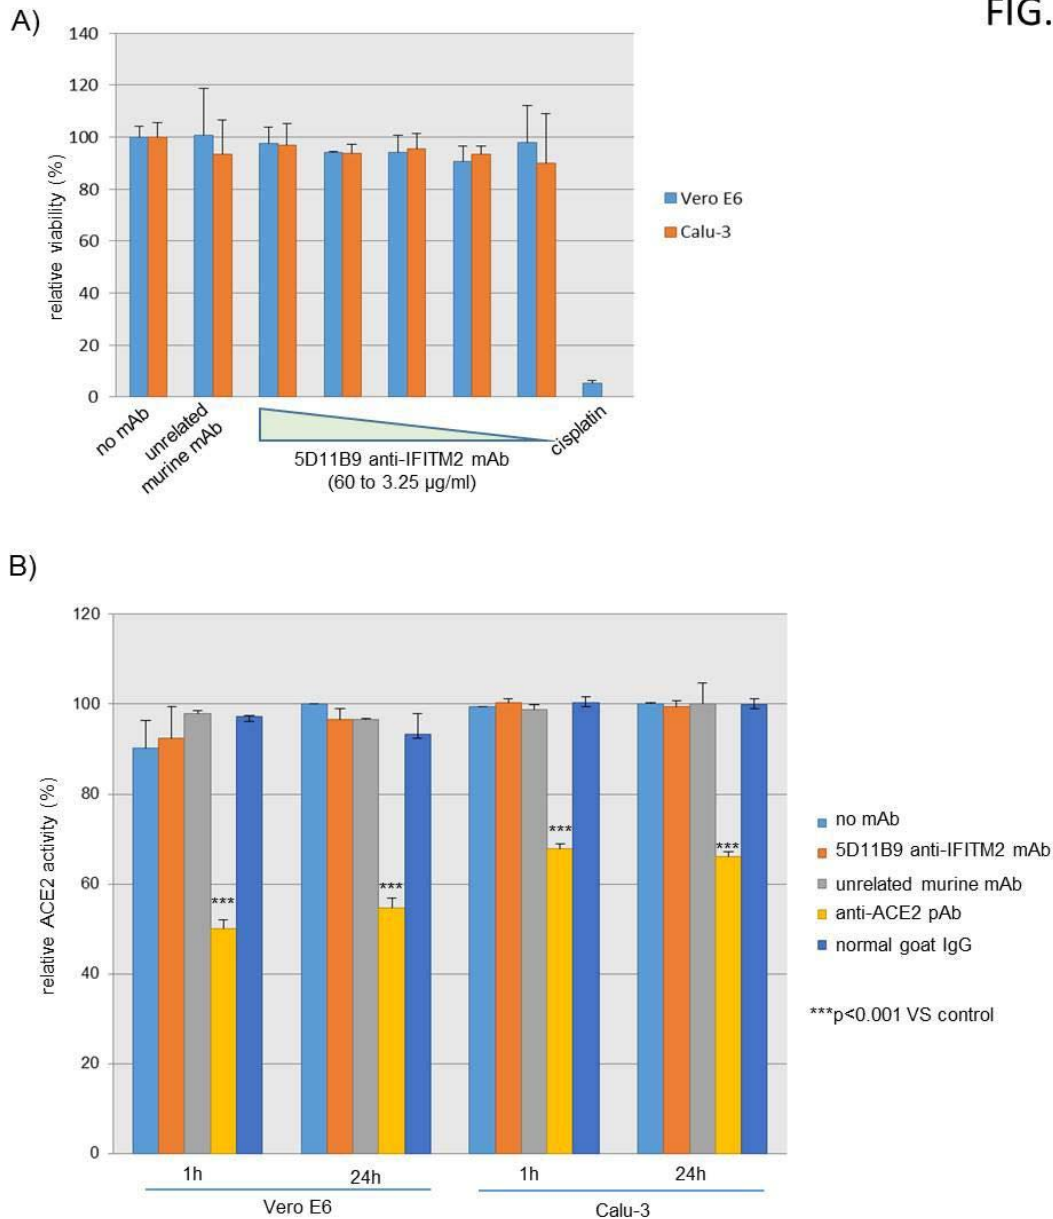 A)
FIG.
140
120
100
80
60
40
20
0
relative viability (%)
Vero E6
Calu-3
no mAb
unrelated
murine mAb
5D11B9 anti-IFITM2 mAb
(60 to 3.25 µg/ml)
cisplatin
B)
120
100
80
60
40
20
0
relative ACE2 activity (%)
***
***
***
***
no mAb
5D11B9 anti-IFITM2 mAb
unrelated murine mAb
anti-ACE2 pAb
normal goat IgG
***p<0.001 VS control
1h
24h
1h
24h
Vero E6
Calu-3